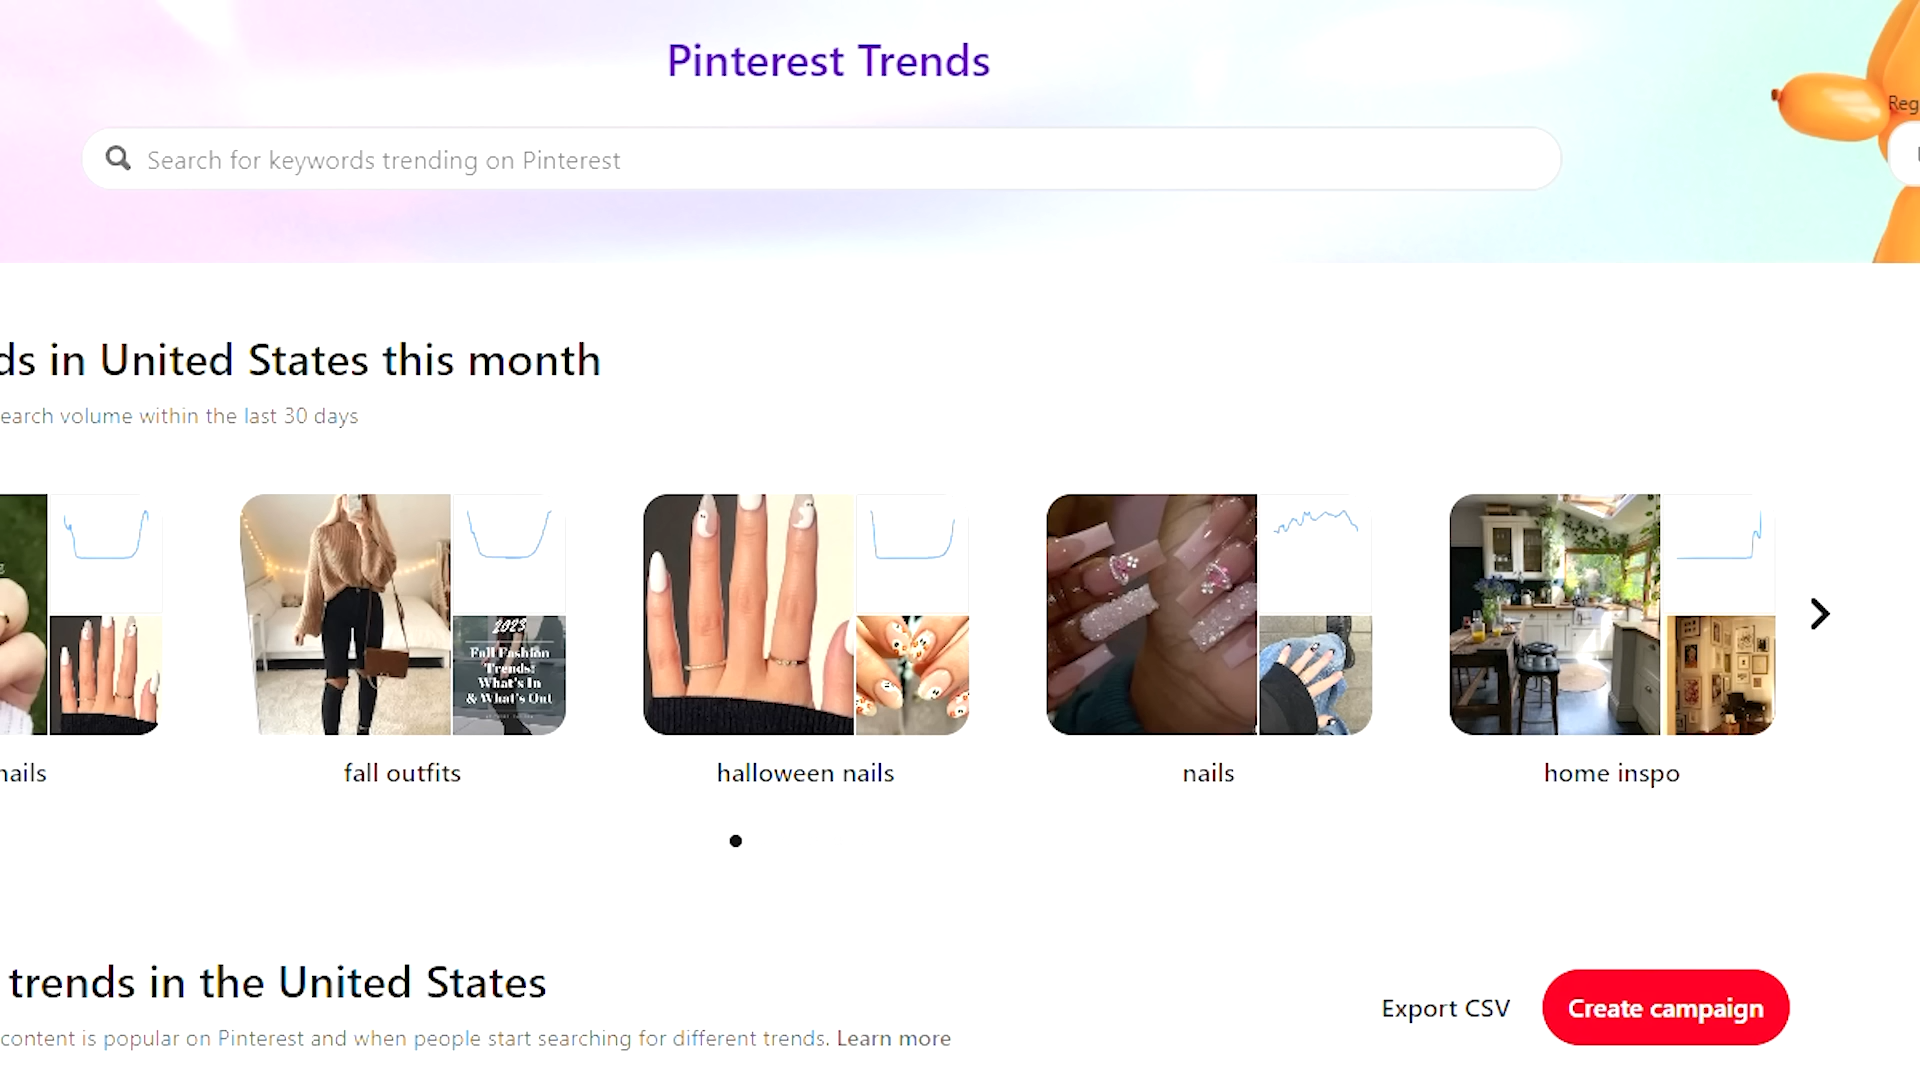 Pinterest Trends
Reg
Search for keywords trending on Pinterest
ds in United States this month
earch volume within the last 30 days
2023
Fall Fashion
Trends:
What's In
& What's Out
nails
fall outfits
halloween nails
nails
home inspo
trends in the United States
Export CSV
Create campaign
content is popular on Pinterest and when people start searching for different trends. Learn more